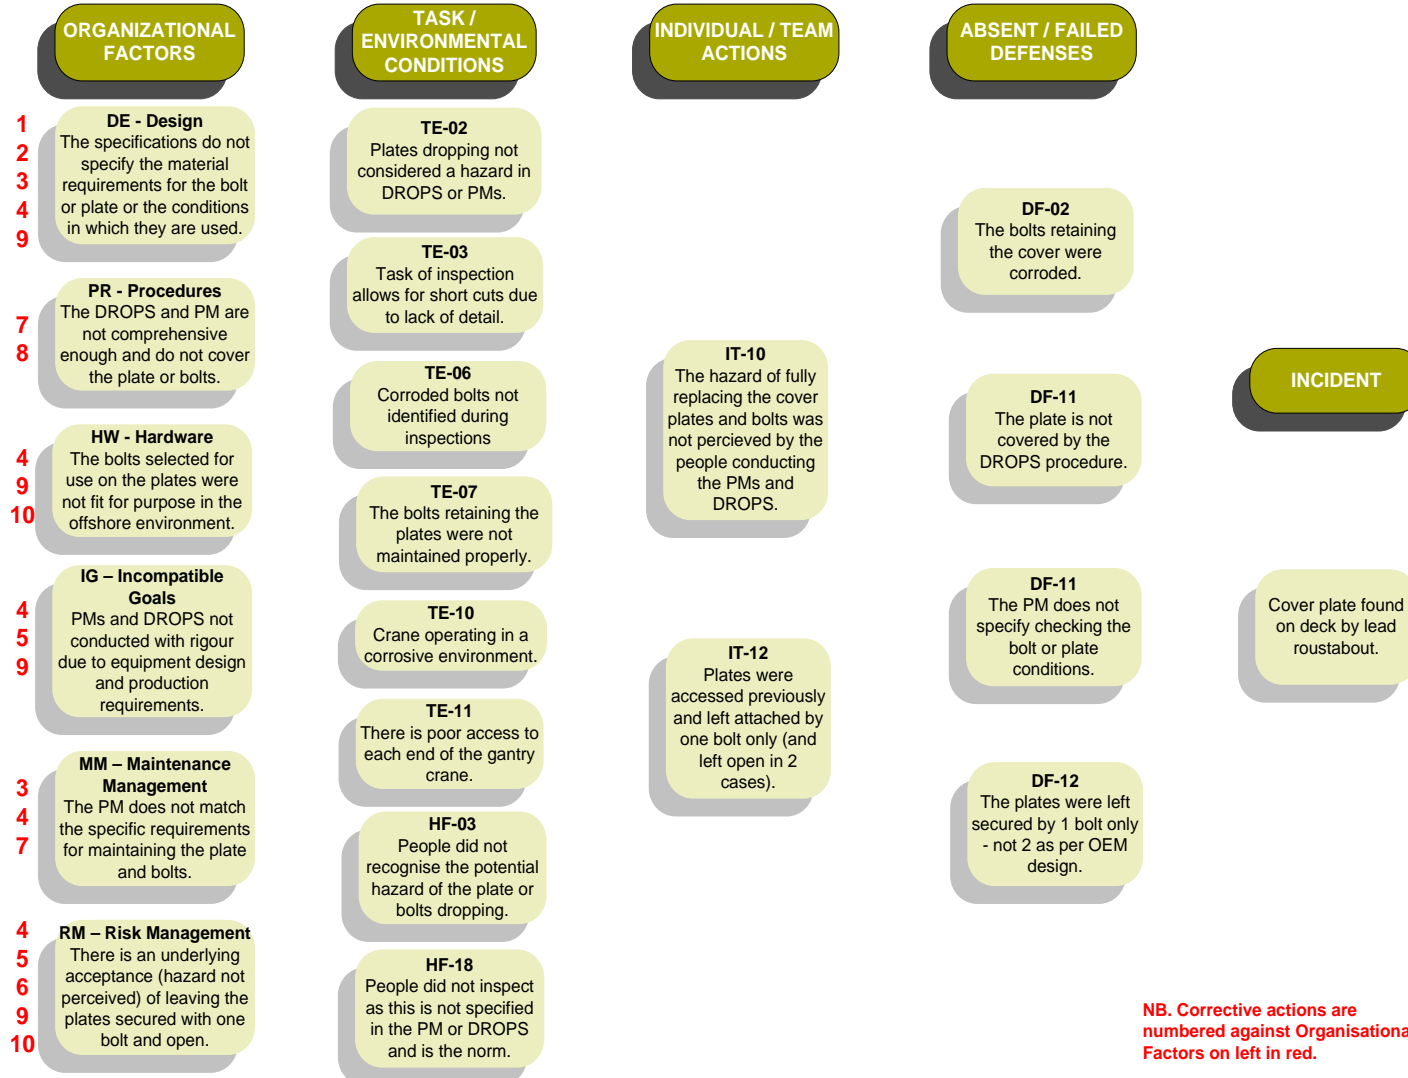 ORGANIZATIONAL
FACTORS
TASK /
ENVIRONMENTAL
CONDITIONS
INDIVIDUAL / TEAM
ACTIONS
ABSENT / FAILED
DEFENSES
1
2
3
4
9
DE - Design
The specifications do not
specify the material
requirements for the bolt
or plate or the conditions
in which they are used.
7
8
PR - Procedures
The DROPS and PM are
not comprehensive
enough and do not cover
the plate or bolts.
4
9
10
HW - Hardware
The bolts selected for
use on the plates were
not fit for purpose in the
offshore environment.
4
5
9
IG – Incompatible
Goals
PMs and DROPS not
conducted with rigour
due to equipment design
and production
requirements.
3
4
7
MM – Maintenance
Management
The PM does not match
the specific requirements
for maintaining the plate
and bolts.
4
5
6
9
10
RM – Risk Management
There is an underlying
acceptance (hazard not
perceived) of leaving the
plates secured with one
bolt and open.
TE-02
Plates dropping not
considered a hazard in
DROPS or PMs.
TE-03
Task of inspection
allows for short cuts due
to lack of detail.
TE-06
Corroded bolts not
identified during
inspections
TE-07
The bolts retaining the
plates were not
maintained properly.
TE-10
Crane operating in a
corrosive environment.
TE-11
There is poor access to
each end of the gantry
crane.
HF-03
People did not
recognise the potential
hazard of the plate or
bolts dropping.
HF-18
People did not inspect
as this is not specified
in the PM or DROPS
and is the norm.
IT-10
The hazard of fully
replacing the cover
plates and bolts was
not percieved by the
people conducting
the PMs and
DROPS.
IT-12
Plates were
accessed previously
and left attached by
one bolt only (and
left open in 2
cases).
DF-02
The bolts retaining
the cover were
corroded.
DF-11
The plate is not
covered by the
DROPS procedure.
DF-11
The PM does not
specify checking the
bolt or plate
conditions.
DF-12
The plates were left
secured by 1 bolt only
- not 2 as per OEM
design.
INCIDENT
Cover plate found
on deck by lead
roustabout.
NB. Corrective actions are
numbered against Organisationa
Factors on left in red.